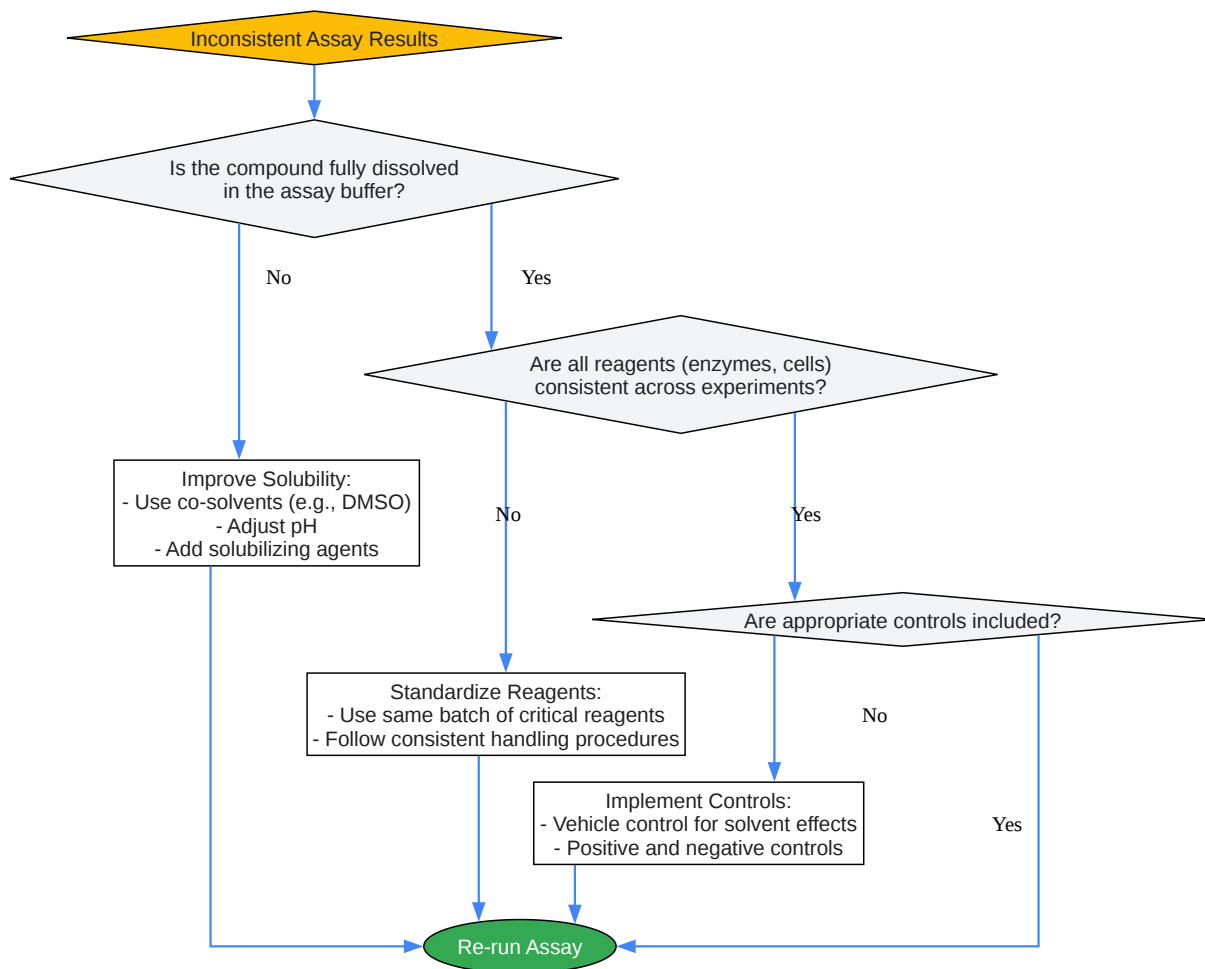 Inconsistent Assay Results
Is the compound fully dissolved
in the assay buffer?
No
Yes
Are all reagents (enzymes, cells)
consistent across experiments?
Improve Solubility:
- Use co-solvents (e.g., DMSO)
- Adjust pH
- Add solubilizing agents
No
Yes
Are appropriate controls included?
Standardize Reagents:
- Use same batch of critical reagents
- Follow consistent handling procedures
No
Implement Controls:
- Vehicle control for solvent effects
- Positive and negative controls
Yes
Re-run Assay